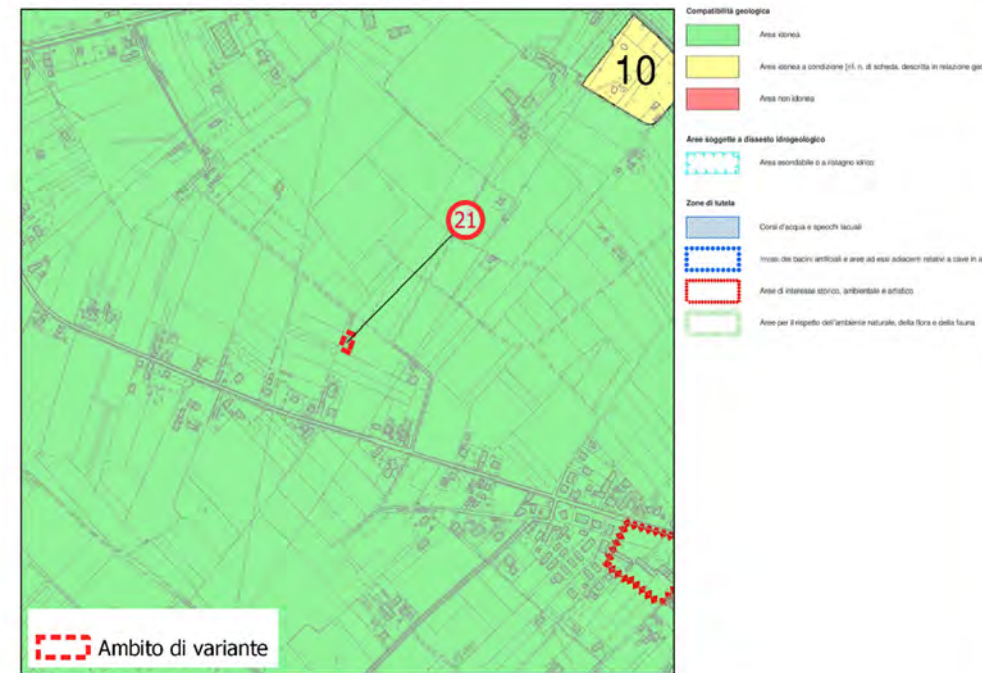 10
21
Ambito di variante
Compatibilità geologica
Area idonea
Area idonea a condizione [rif. n. di scheda, descritta in relazione geo
Area non idonea
Aree soggette a dissesto idrogeologico
Area esondabile o a ristagno idrico
Zone di tutela
Corsi d'acqua e specchi lacuali
Invasi dei bacini artificiali e aree ad essi adiacenti relativi a cave in a
Aree di interesse storico, ambientale e artistico
Aree per il rispetto dell'ambiente naturale, della flora e della fauna